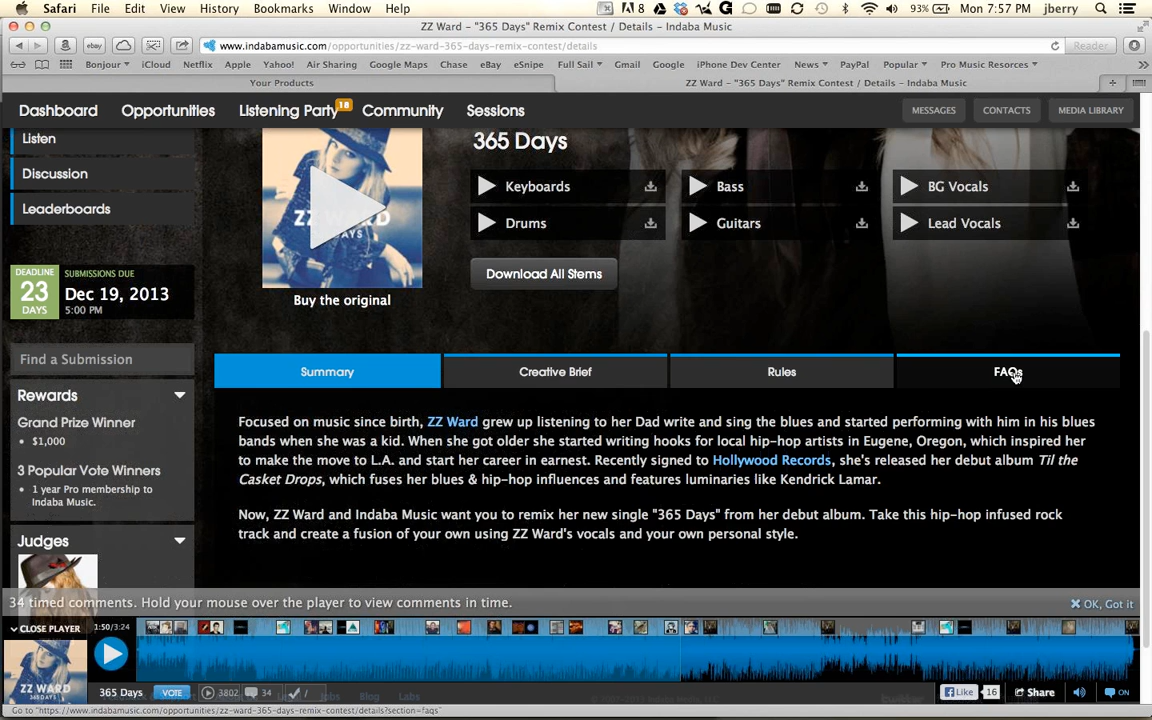 Safari File Edit View History Bookmarks Window Help
8 93% Mon 7:57 PM jberry
ZZ Ward - "365 Days" Remix Contest / Details – Indaba Music
ebay www.indabamusic.com/opportunities/zz-ward-365-days-remix-contest/details Reader
Bonjour iCloud Netflix Apple Yahoo! Air Sharing Google Maps Chase eBay eSnipe Full Sail Gmail Google iPhone Dev Center News PayPal Popular Pro Music Resorces
Your Products ZZ Ward - "365 Days" Remix Contest / Details – Indaba Music
Dashboard Opportunities Listening Party 18 Community Sessions MESSAGES CONTACTS MEDIA LIBRARY
Listen
Discussion
Leaderboards
DEADLINE
23
DAYS
SUBMISSIONS DUE
Dec 19, 2013
5:00 PM
Find a Submission
Rewards
Grand Prize Winner
• $1,000
3 Popular Vote Winners
• 1 year Pro membership to
Indaba Music.
Judges
ZZ WARD
365 DAYS
Buy the original
365 Days
Keyboards Bass BG Vocals
Drums Guitars Lead Vocals
Download All Stems
Summary Creative Brief Rules FAQs
Focused on music since birth, ZZ Ward grew up listening to her Dad write and sing the blues and started performing with him in his blues
bands when she was a kid. When she got older she started writing hooks for local hip-hop artists in Eugene, Oregon, which inspired her
to make the move to L.A. and start her career in earnest. Recently signed to Hollywood Records, she's released her debut album Til the
Casket Drops, which fuses her blues & hip-hop influences and features luminaries like Kendrick Lamar.
Now, ZZ Ward and Indaba Music want you to remix her new single "365 Days" from her debut album. Take this hip-hop infused rock
track and create a fusion of your own using ZZ Ward's vocals and your own personal style.
34 timed comments. Hold your mouse over the player to view comments in time. OK, Got it
CLOSE PLAYER 1:50/3:24
ZZ WARD
365 DAYS
365 Days VOTE 3802 34 / Jobs Blog Labs Like 16 Share ON
Go to "https://www.indabamusic.com/opportunities/zz-ward-365-days-remix-contest/details?section=faqs"